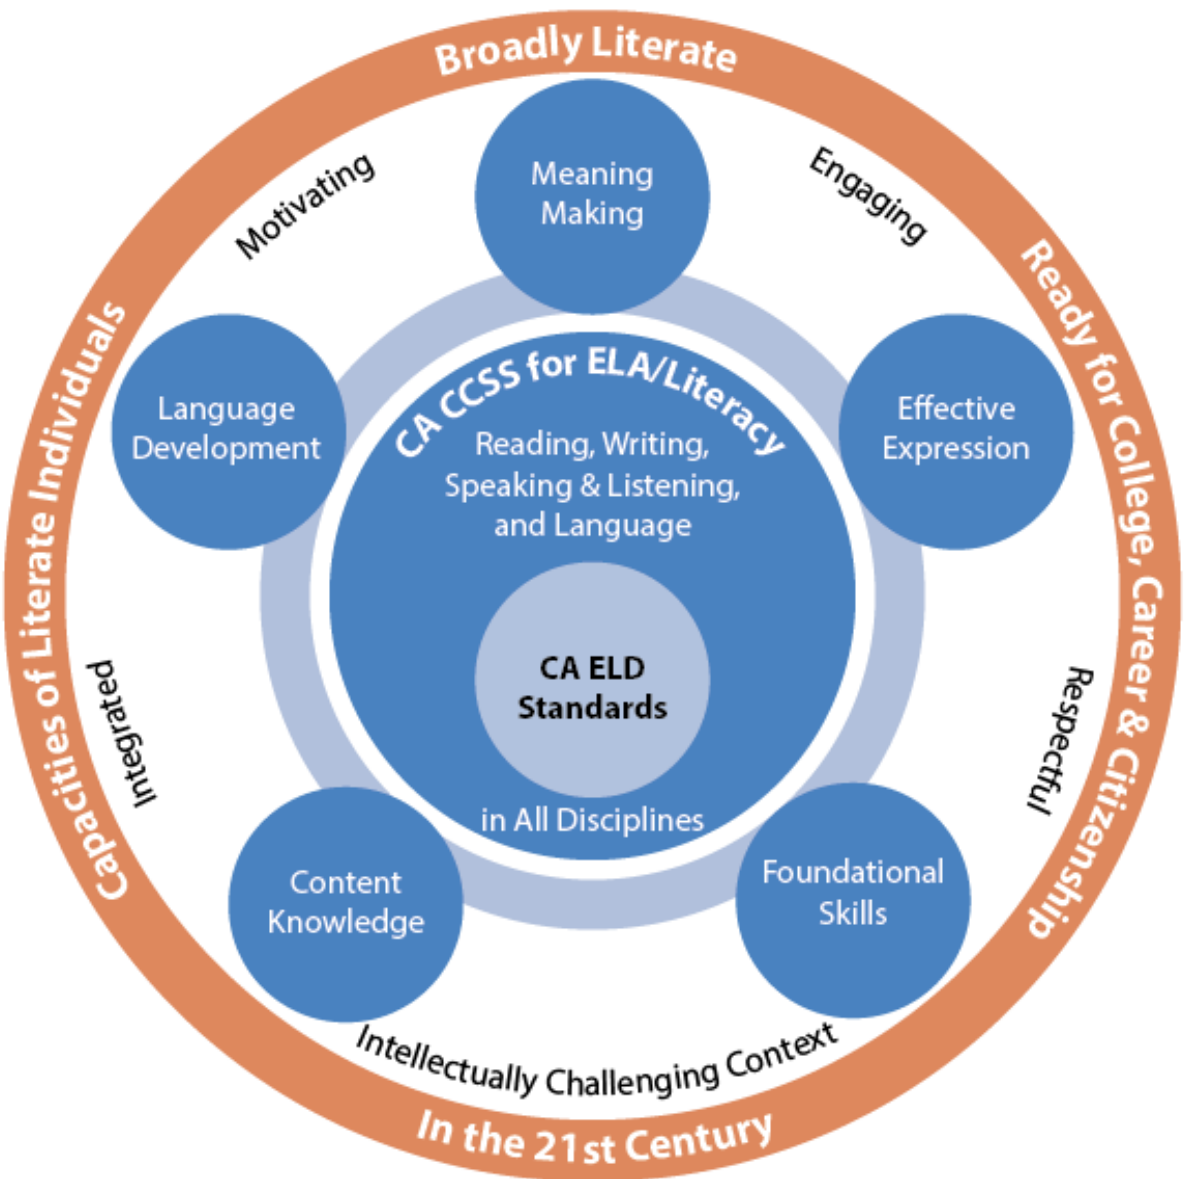 Broadly Literate
Ready for College, Career & Citizenship
In the 21st Century
Capacities of Literate Individuals
Motivating
Engaging
Respectful
Intellectually Challenging Context
Integrated
Meaning
Making
Effective
Expression
Foundational
Skills
Content
Knowledge
Language
Development
CA CCSS for ELA/Literacy
Reading, Writing,
Speaking & Listening,
and Language
CA ELD
Standards
in All Disciplines